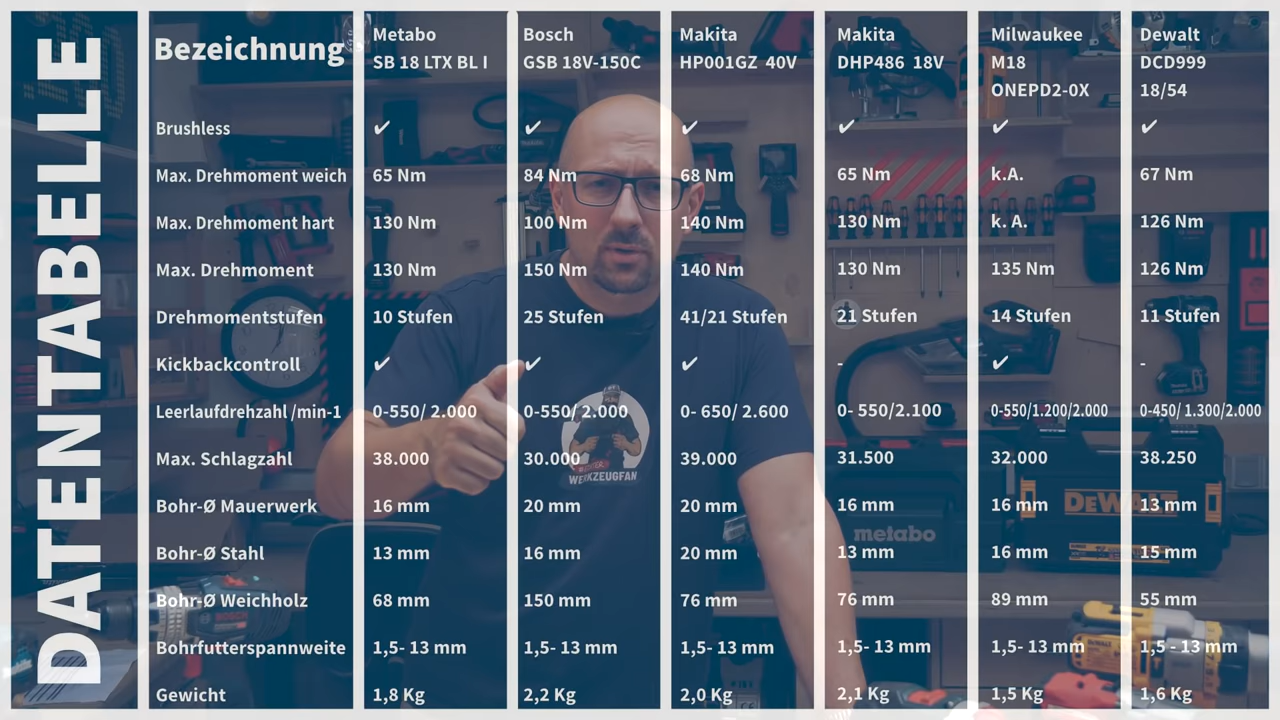 DATENTABELLE
Bezeichnung
Metabo
SB 18 LTX BL I
Bosch
GSB 18V-150C
Makita
HP001GZ 40V
Makita
DHP486 18V
Milwaukee
M18
ONEPD2-0X
Dewalt
DCD999
18/54
Brushless ✔ ✔ ✔ ✔ ✔ ✔
Max. Drehmoment weich 65 Nm 84 Nm 68 Nm 65 Nm k.A. 67 Nm
Max. Drehmoment hart 130 Nm 100 Nm 140 Nm 130 Nm k. A. 126 Nm
Max. Drehmoment 130 Nm 150 Nm 140 Nm 130 Nm 135 Nm 126 Nm
Drehmomentstufen 10 Stufen 25 Stufen 41/21 Stufen 21 Stufen 14 Stufen 11 Stufen
Kickbackcontroll ✔ ✔ ✔ - ✔ -
Leerlaufdrehzahl /min-1 0-550/ 2.000 0-550/ 2.000 0- 650/ 2.600 0- 550/2.100 0-550/1.200/2.000 0-450/ 1.300/2.000
Max. Schlagzahl 38.000 30.000 39.000 31.500 32.000 38.250
Bohr-Ø Mauerwerk 16 mm 20 mm 20 mm 16 mm 16 mm 13 mm
Bohr-Ø Stahl 13 mm 16 mm 20 mm 13 mm 16 mm 15 mm
Bohr-Ø Weichholz 68 mm 150 mm 76 mm 76 mm 89 mm 55 mm
Bohrfutterspannweite 1,5- 13 mm 1,5- 13 mm 1,5- 13 mm 1,5- 13 mm 1,5- 13 mm 1,5 - 13 mm
Gewicht 1,8 Kg 2,2 Kg 2,0 Kg 2,1 Kg 1,5 Kg 1,6 Kg
WERKZEUGFAN
DEWALT
metabo
BOSCH